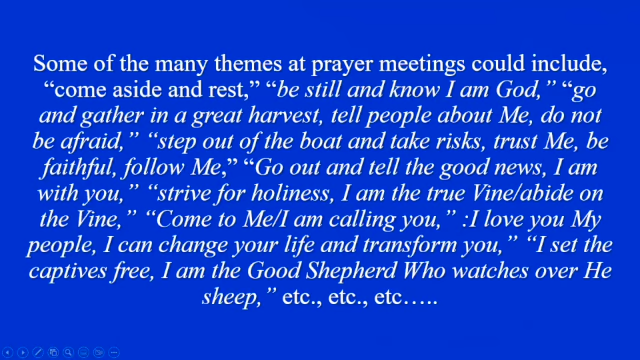 Some of the many themes at prayer meetings could include,
“come aside and rest,” “be still and know I am God,” “go
and gather in a great harvest, tell people about Me, do not
be afraid,” “step out of the boat and take risks, trust Me, be
faithful, follow Me,” “Go out and tell the good news, I am
with you,” “strive for holiness, I am the true Vine/abide on
the Vine,” “Come to Me/I am calling you,” :I love you My
people, I can change your life and transform you,” “I set the
captives free, I am the Good Shepherd Who watches over He
sheep,” etc., etc., etc…..